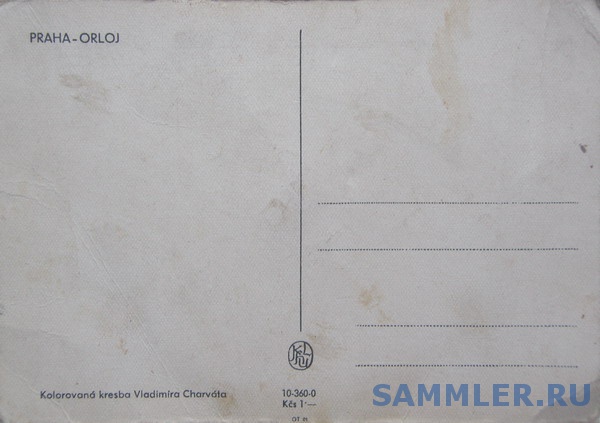 PRAHA-ORLOJ
Kolorovaná kresba Vladimíra Charváta
10-360-0
Kčs 1·—
SAMMLER.RU